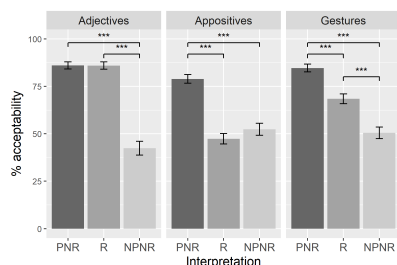 Adjectives Appositives Gestures
*** *** ***
*** *** ***
***
100
75
50
25
0
% acceptability
PNR R NPNR PNR R NPNR PNR R NPNR
Interpretation